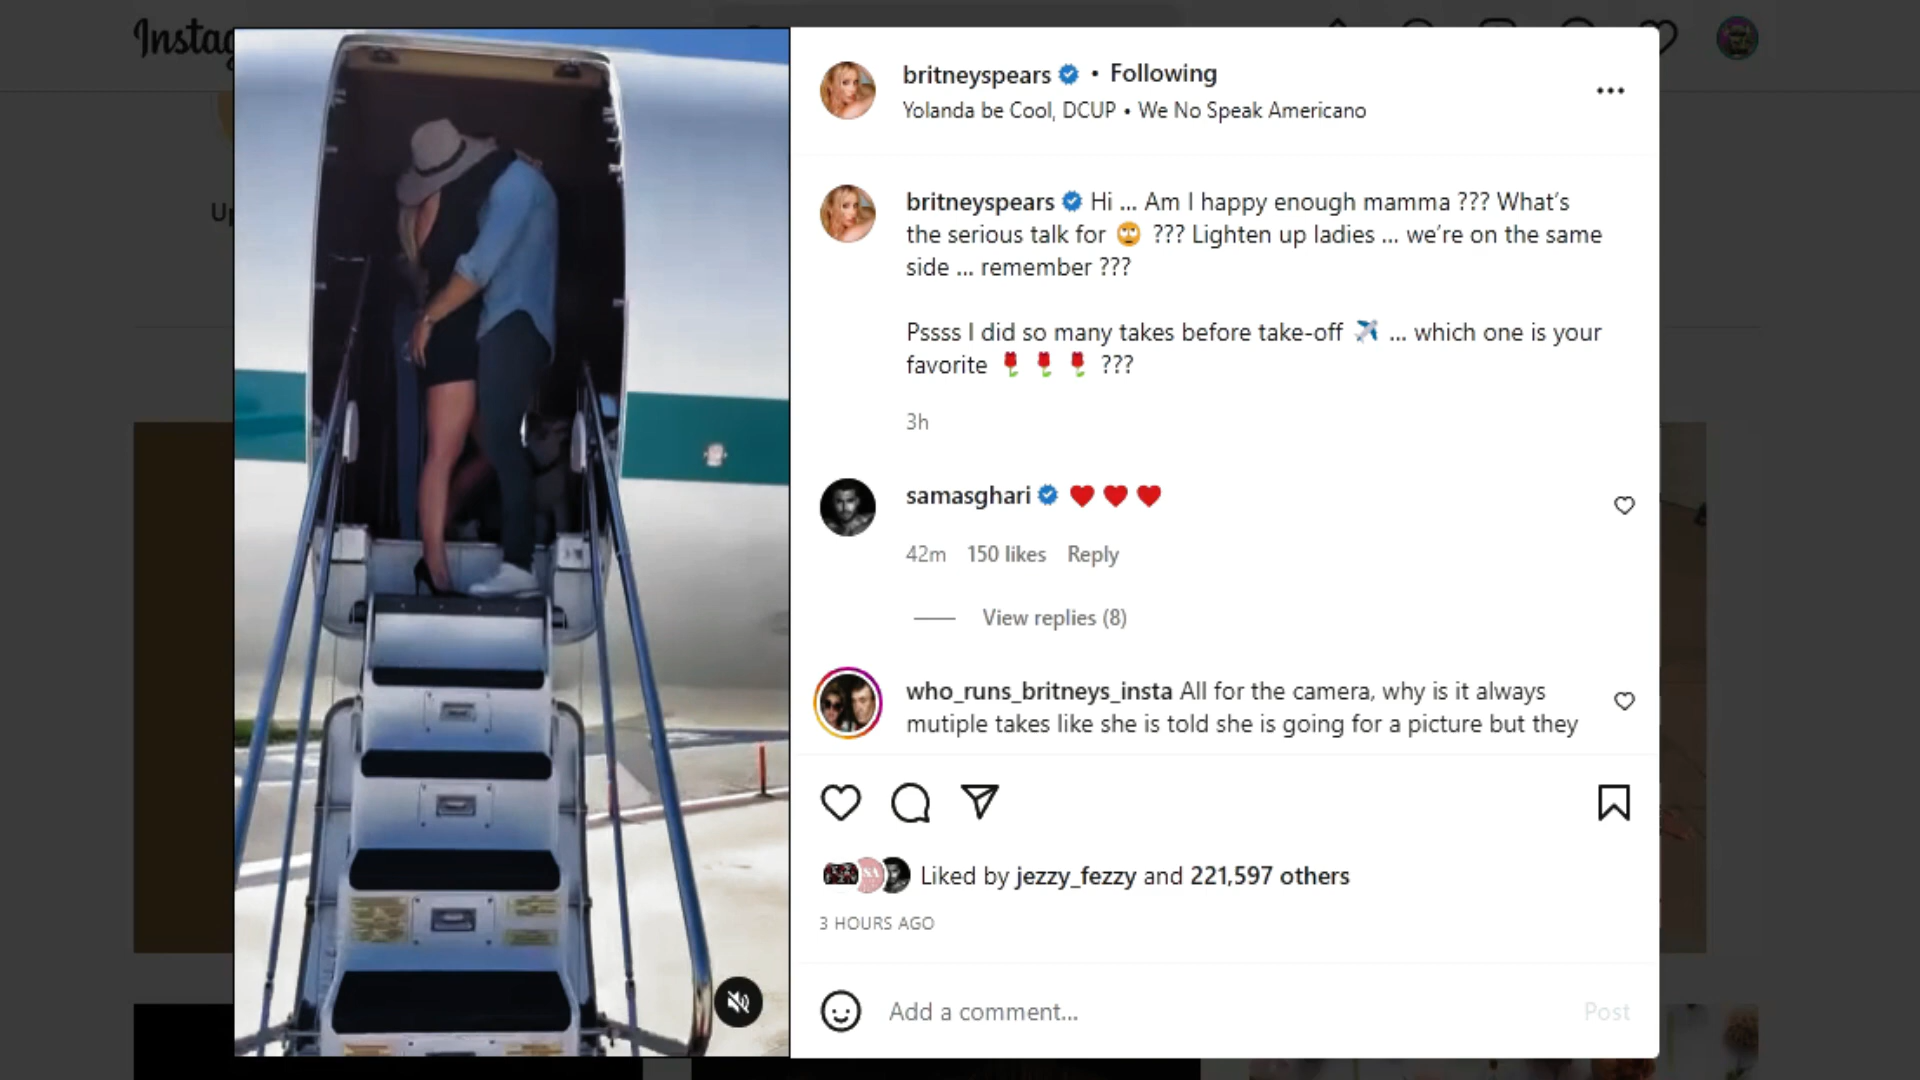 Instag
Up
britneyspears • Following
Yolanda be Cool, DCUP • We No Speak Americano
britneyspears Hi ... Am I happy enough mamma ??? What's
the serious talk for 🙄 ??? Lighten up ladies ... we're on the same
side ... remember ???
Pssss I did so many takes before take-off ✈️ ... which one is your
favorite 🌹 🌹 🌹 ???
3h
samasghari ❤️ ❤️ ❤️
42m 150 likes Reply
View replies (8)
who_runs_britneys_insta All for the camera, why is it always
mutiple takes like she is told she is going for a picture but they
Liked by jezzy_fezzy and 221,597 others
3 HOURS AGO
Add a comment...
Post